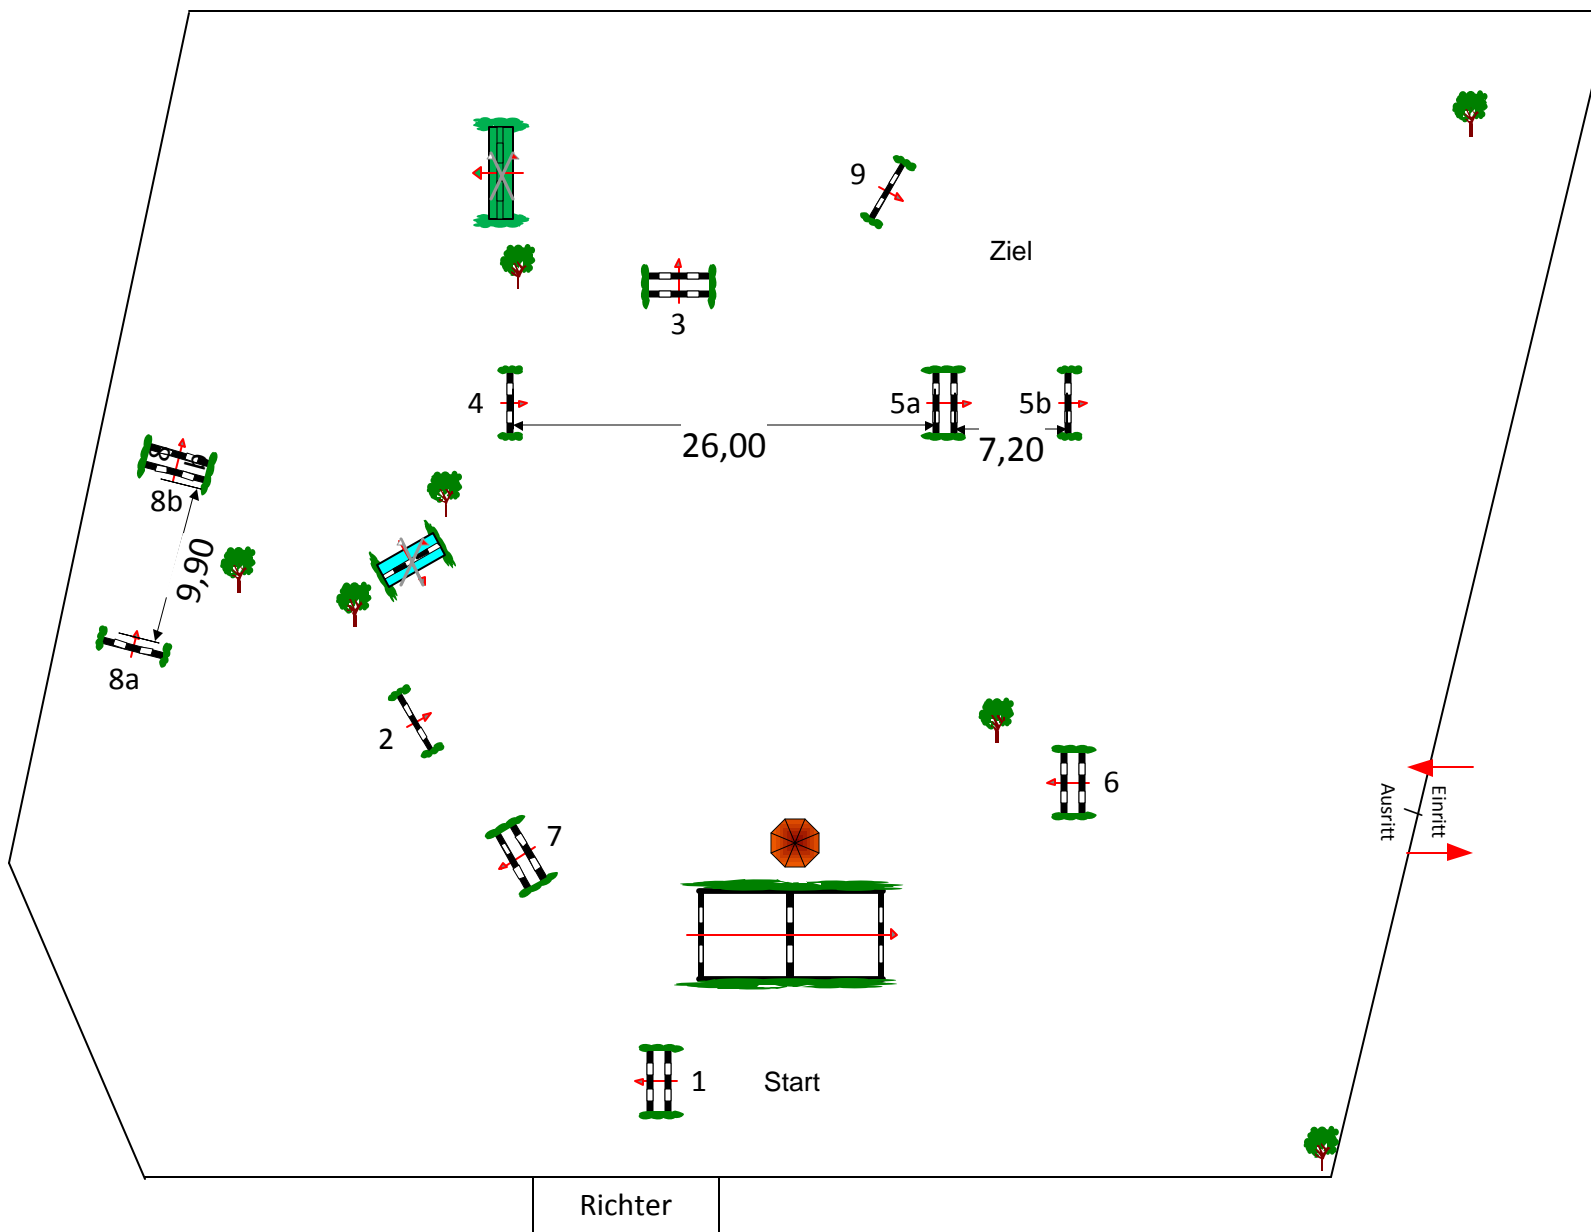 9
Ziel
3
4
5a
5b
26,00
7,20
8b
9,90
8a
2
6
Einritt
Ausritt
7
1
Start
Richter